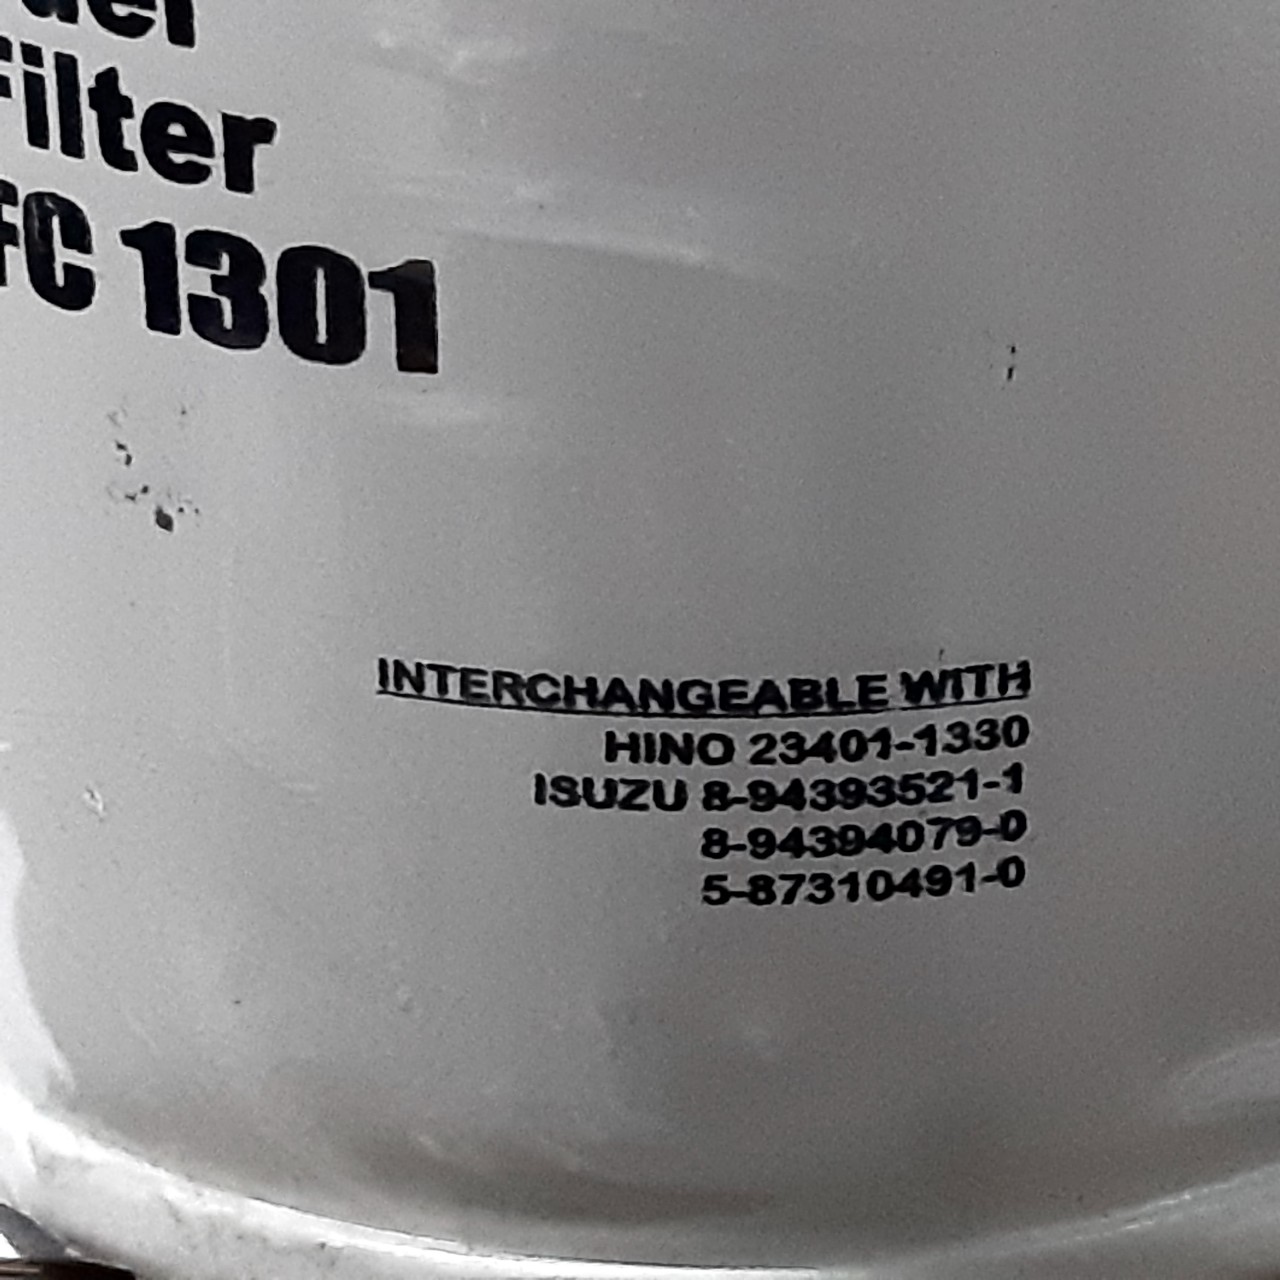 Filter
FC 1301
INTERCHANGEABLE WITH
HINO 23401-1330
ISUZU 8-94393521-1
8-94394079-0
5-87310491-0